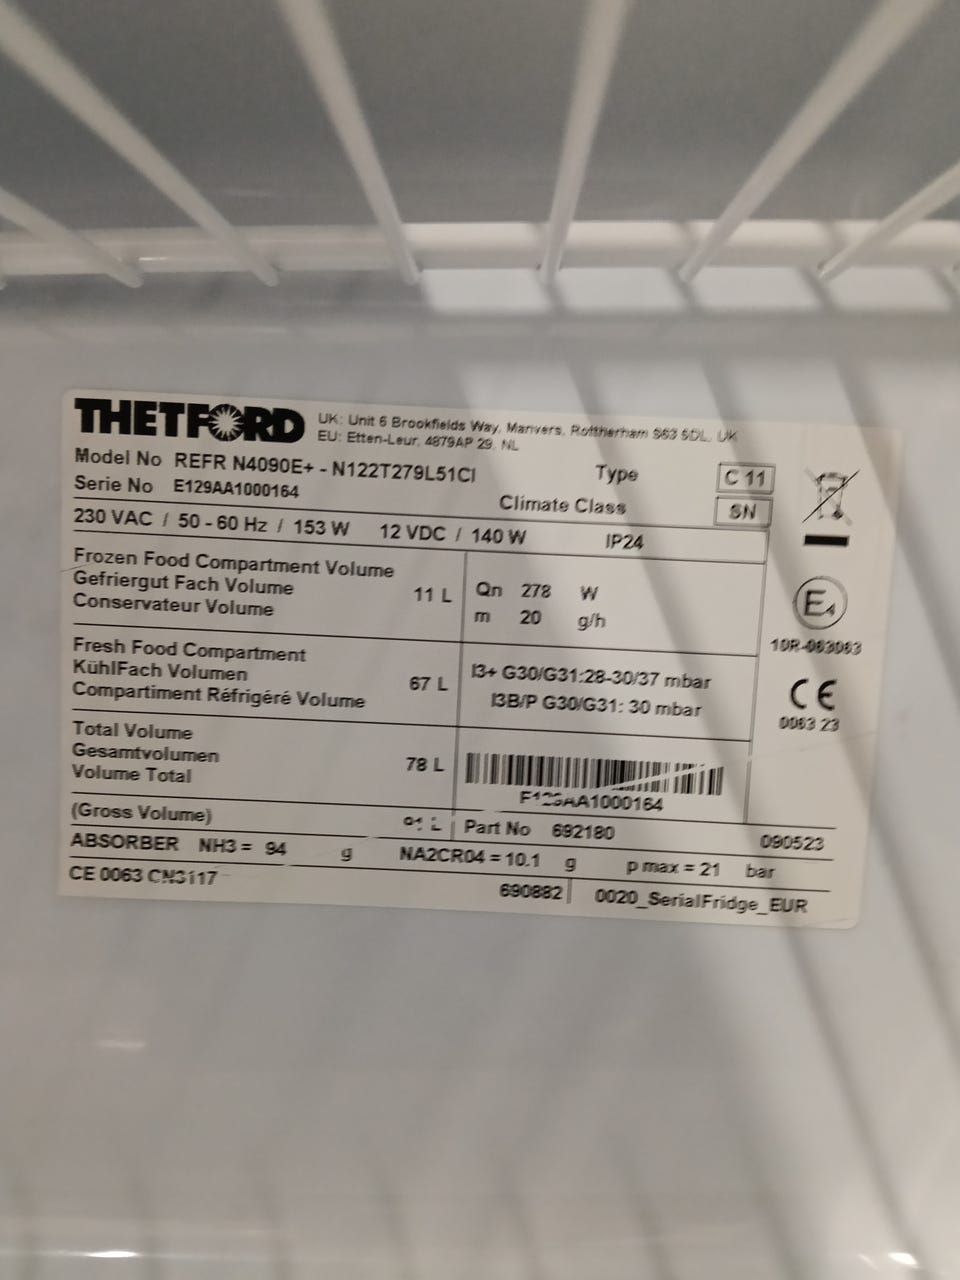 THETFORD
UK: Unit 6 Brookfields Way, Manvers, Rottherham S63 5DL, UK
EU: Etten-Leur, 4879AP 29, NL
Model No REFR N4090E+ - N122T279L51CI Type C 11
Serie No E129AA1000164 Climate Class SN
230 VAC / 50 - 60 Hz / 153 W 12 VDC / 140 W IP24
Frozen Food Compartment Volume
Gefriergut Fach Volume 11 L
Conservateur Volume
Qn 278 W
m 20 g/h
E4
10R-063063
Fresh Food Compartment
KühlFach Volumen 67 L
Compartiment Réfrigéré Volume
I3+ G30/G31:28-30/37 mbar
I3B/P G30/G31: 30 mbar
CE
0063 23
Total Volume
Gesamtvolumen 78 L
Volume Total
AA1000164
(Gross Volume) L Part No 692180 090523
ABSORBER NH3 = 94 g NA2CR04 = 10.1 g p max = 21 bar
CE 0063 690882 0020_SerialFridge_EUR